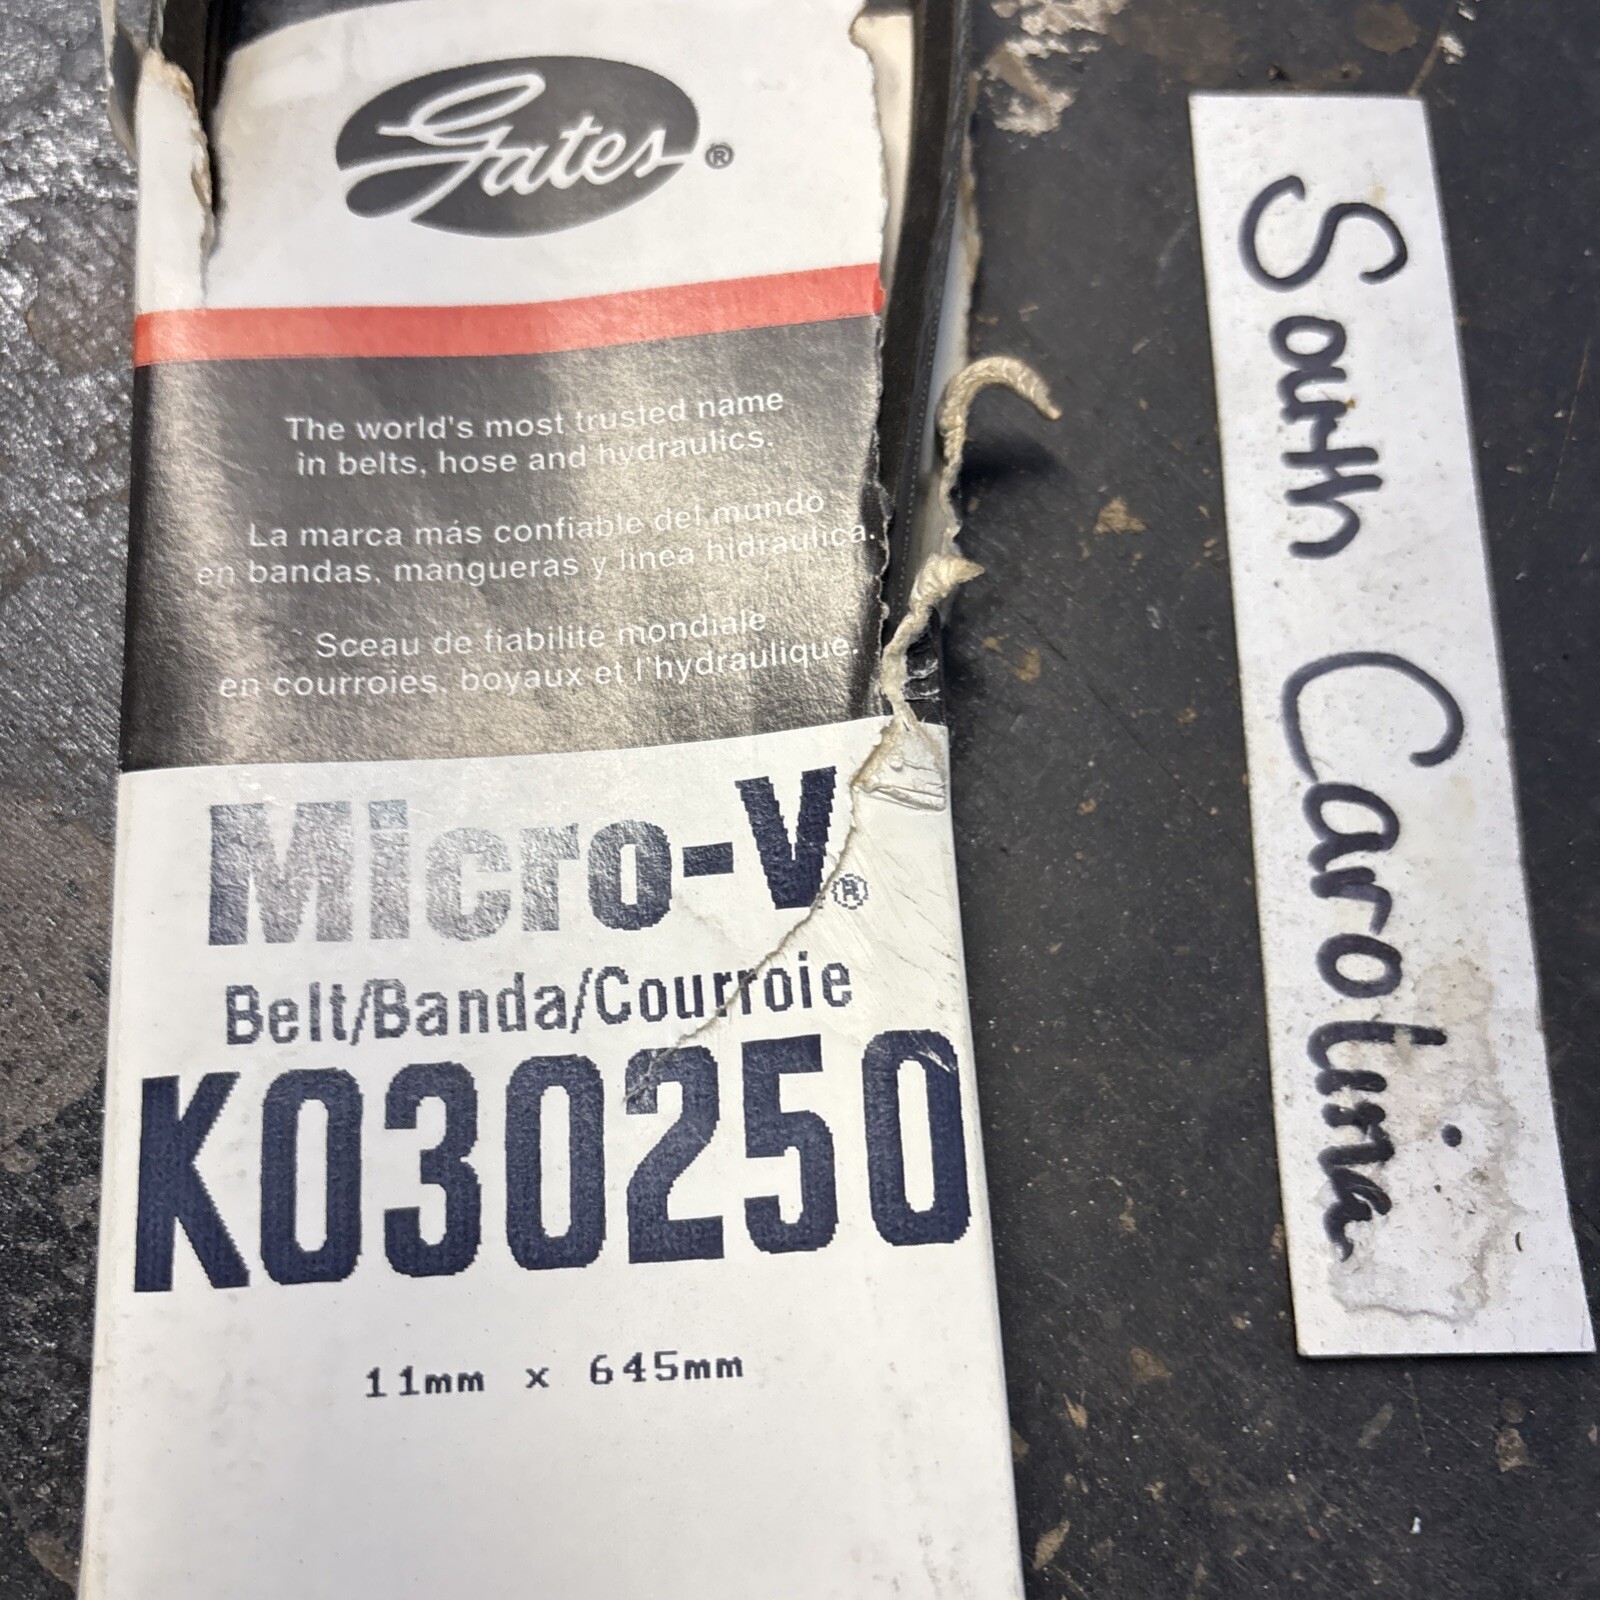 Gates®
The world's most trusted name
in belts, hose and hydraulics.
La marca más confiable del mundo
en bandas, mangueras y linea hidraulica.
Sceau de fiabilité mondiale
en courroies, boyaux et l'hydraulique.
Micro-V®
Belt/Banda/Courroie
K030250
11mm x 645mm
South Carolina